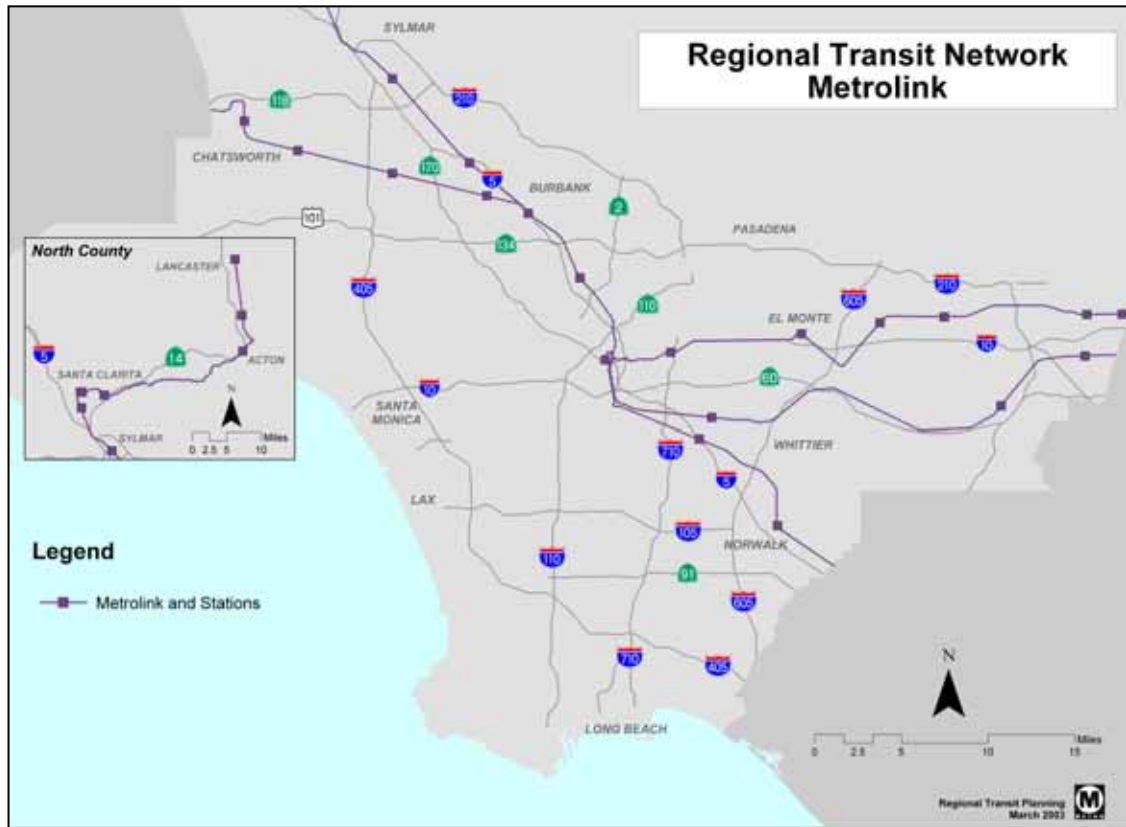 Regional Transit Network
Metrolink
SYLMAR
118
210
CHATSWORTH
170
5
BURBANK
2
101
134
PASADENA
North County
LANCASTER
5
14
ACTON
SANTA CLARITA
N
SYLMAR
Miles
0 2.5 5 10
405
110
605
210
EL MONTE
10
10
60
SANTA
MONICA
WHITTIER
710
5
LAX
105
NORWALK
110
91
605
710
405
LONG BEACH
Legend
Metrolink and Stations
N
Miles
0 2.5 5 10 15
Regional Transit Planning
March 2003
M
METRO